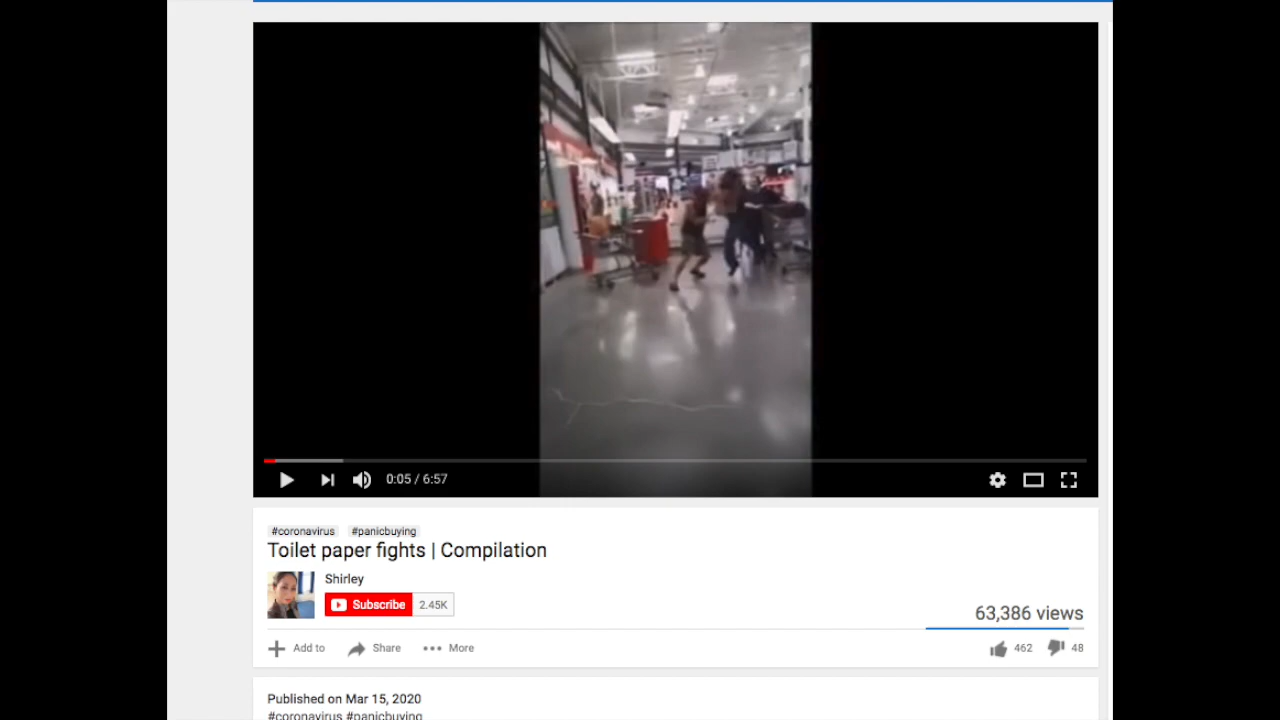 0:05 / 6:57
#coronavirus #panicbuying
Toilet paper fights | Compilation
Shirley
Subscribe 2.45K
63,386 views
Add to Share More 462 48
Published on Mar 15, 2020
#coronavirus #panicbuying